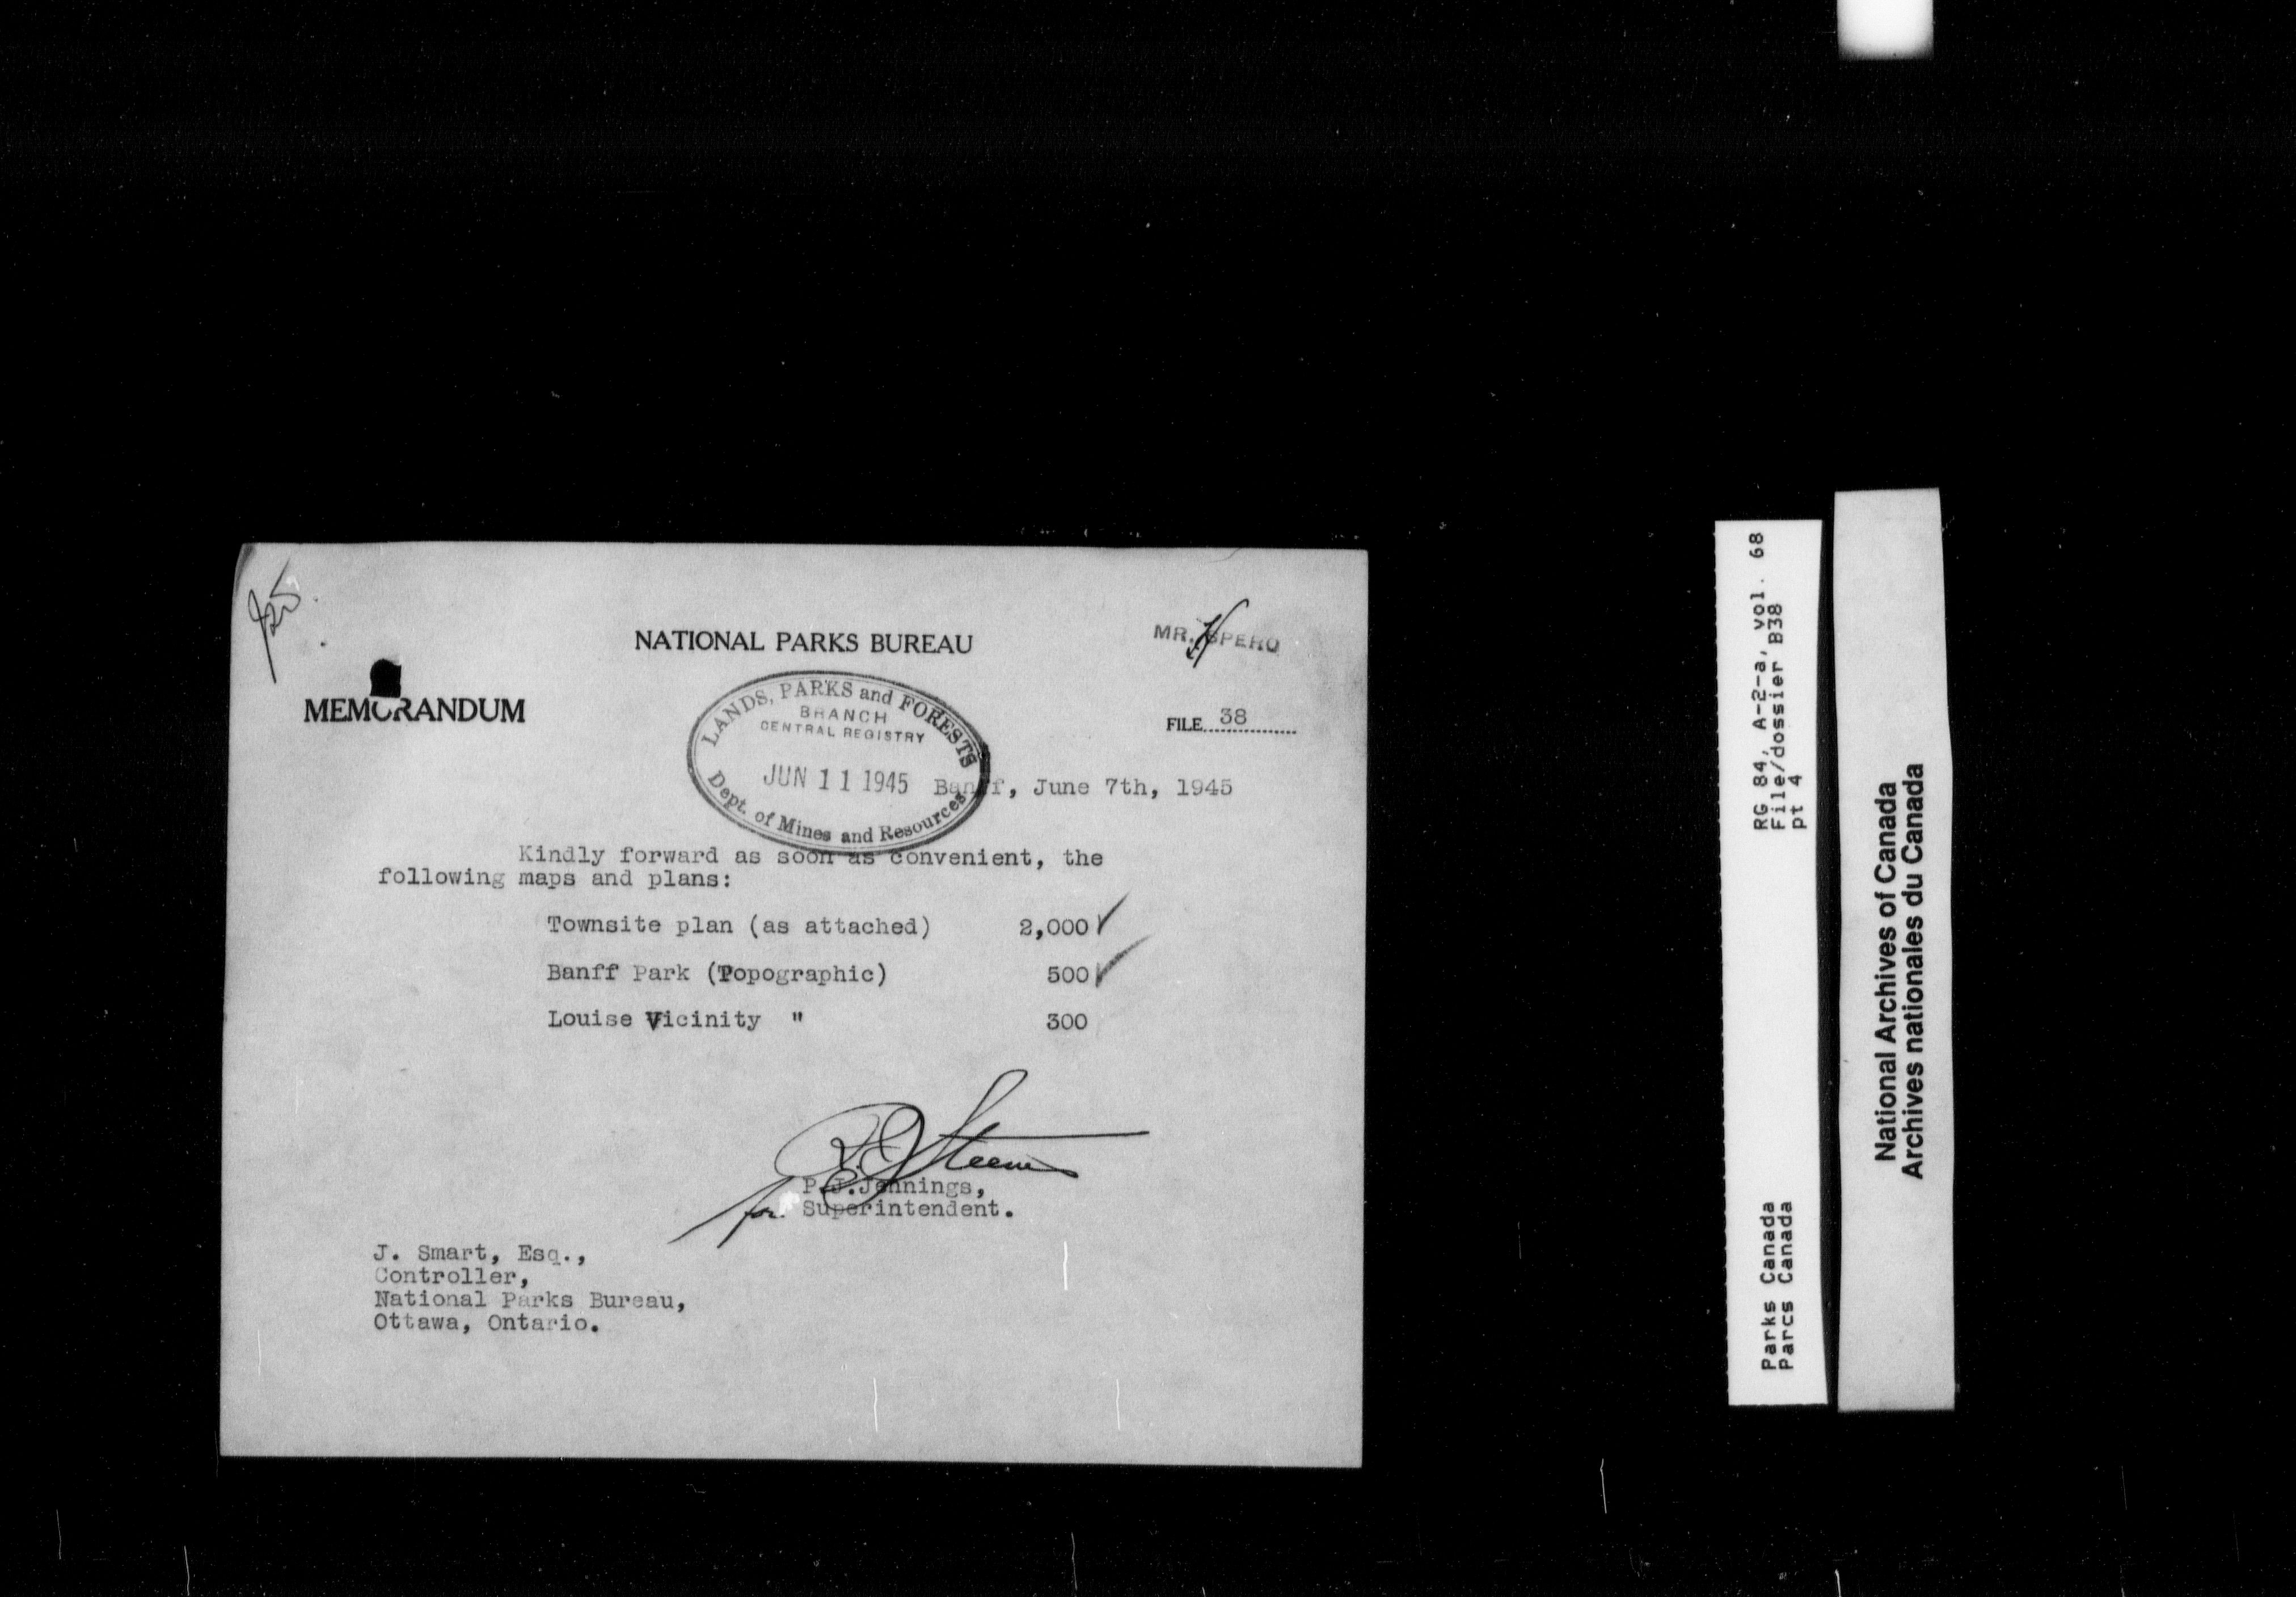 NATIONAL PARKS BUREAU
MR. SPERO
MEMORANDUM
LANDS, PARKS and FORESTS
BRANCH
CENTRAL REGISTRY
JUN 11 1945
Dept. of Mines and Resources
FILE 38
Banff, June 7th, 1945
Kindly forward as soon as convenient, the
following maps and plans:
Townsite plan (as attached) 2,000 ✓
Banff Park (Topographic) 500 ✓
Louise Vicinity " 300
for P.J.Jennings,
Superintendent.
J. Smart, Esq.,
Controller,
National Parks Bureau,
Ottawa, Ontario.
RG 84, A-2-a, vol. 68
File/dossier B38
pt 4
Parks Canada
Parcs Canada
National Archives of Canada
Archives nationales du Canada